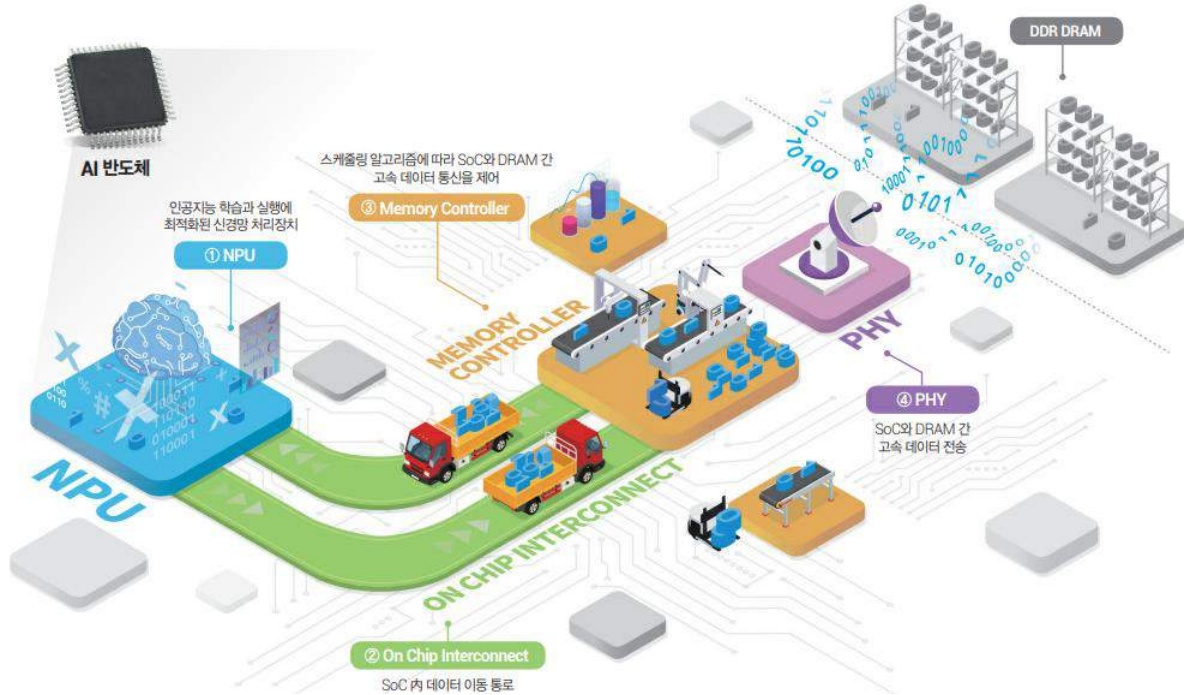 AI 반도체
인공지능 학습과 실행에
최적화된 신경망 처리장치
① NPU
스케줄링 알고리즘에 따라 SoC와 DRAM 간
고속 데이터 통신을 제어
③ Memory Controller
DDR DRAM
MEMORY
CONTROLLER
PHY
④ PHY
SoC와 DRAM 간
고속 데이터 전송
NPU
ON CHIP INTERCONNECT
② On Chip Interconnect
SoC 內 데이터 이동 통로